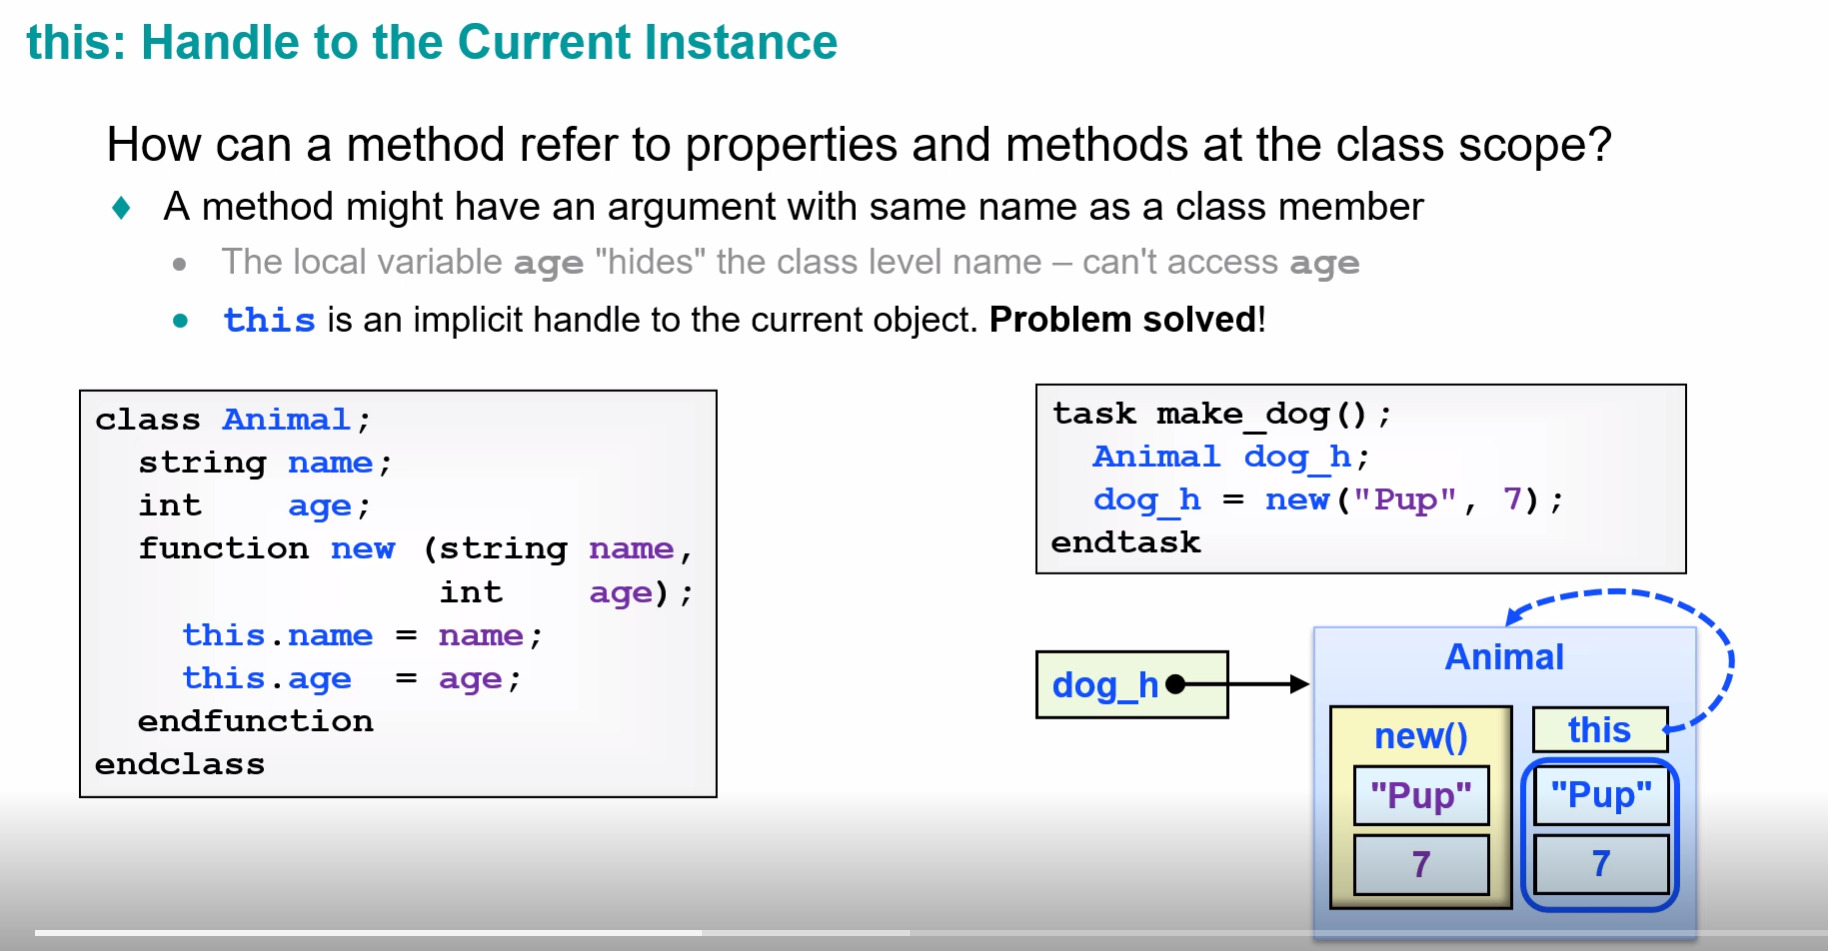 this: Handle to the Current Instance
How can a method refer to properties and methods at the class scope?
A method might have an argument with same name as a class member
The local variable age "hides" the class level name – can't access age
this is an implicit handle to the current object. Problem solved!
class Animal;
string name;
int age;
function new (string name,
int age);
this.name = name;
this.age = age;
endfunction
endclass
task make_dog();
Animal dog_h;
dog_h = new("Pup", 7);
endtask
dog_h
Animal
new()
this
"Pup"
"Pup"
7
7